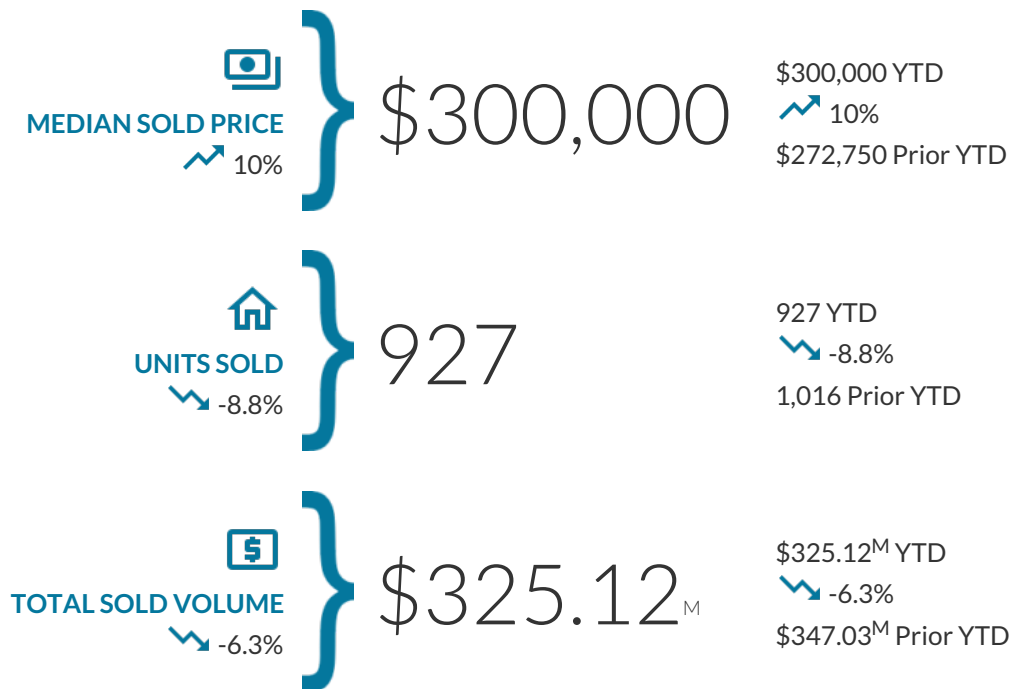 MEDIAN SOLD PRICE
10%
$300,000
$300,000 YTD
10%
$272,750 Prior YTD
UNITS SOLD
-8.8%
927
927 YTD
-8.8%
1,016 Prior YTD
TOTAL SOLD VOLUME
-6.3%
$325.12M
$325.12M YTD
-6.3%
$347.03M Prior YTD